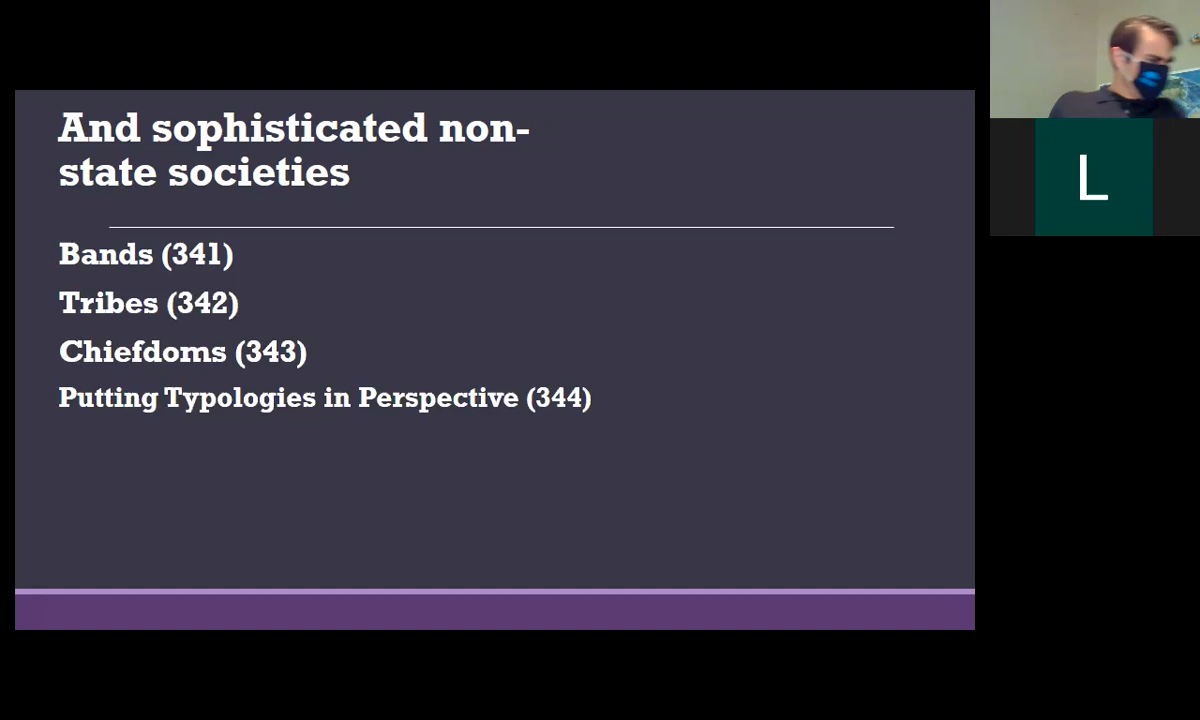 And sophisticated non-
state societies
Bands (341)
Tribes (342)
Chiefdoms (343)
Putting Typologies in Perspective (344)
L